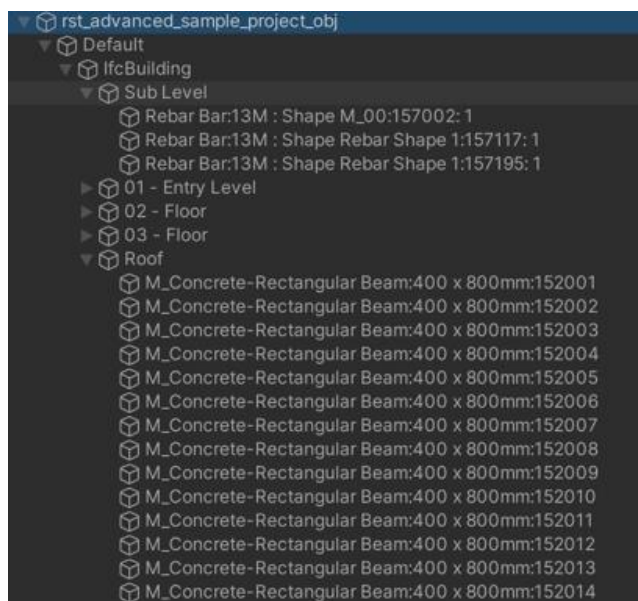 rst_advanced_sample_project_obj
Default
IfcBuilding
Sub Level
Rebar Bar:13M : Shape M_00:157002: 1
Rebar Bar:13M : Shape Rebar Shape 1:157117: 1
Rebar Bar:13M : Shape Rebar Shape 1:157195: 1
01 - Entry Level
02 - Floor
03 - Floor
Roof
M_Concrete-Rectangular Beam:400 x 800mm:152001
M_Concrete-Rectangular Beam:400 x 800mm:152002
M_Concrete-Rectangular Beam:400 x 800mm:152003
M_Concrete-Rectangular Beam:400 x 800mm:152004
M_Concrete-Rectangular Beam:400 x 800mm:152005
M_Concrete-Rectangular Beam:400 x 800mm:152006
M_Concrete-Rectangular Beam:400 x 800mm:152007
M_Concrete-Rectangular Beam:400 x 800mm:152008
M_Concrete-Rectangular Beam:400 x 800mm:152009
M_Concrete-Rectangular Beam:400 x 800mm:152010
M_Concrete-Rectangular Beam:400 x 800mm:152011
M_Concrete-Rectangular Beam:400 x 800mm:152012
M_Concrete-Rectangular Beam:400 x 800mm:152013
M_Concrete-Rectangular Beam:400 x 800mm:152014